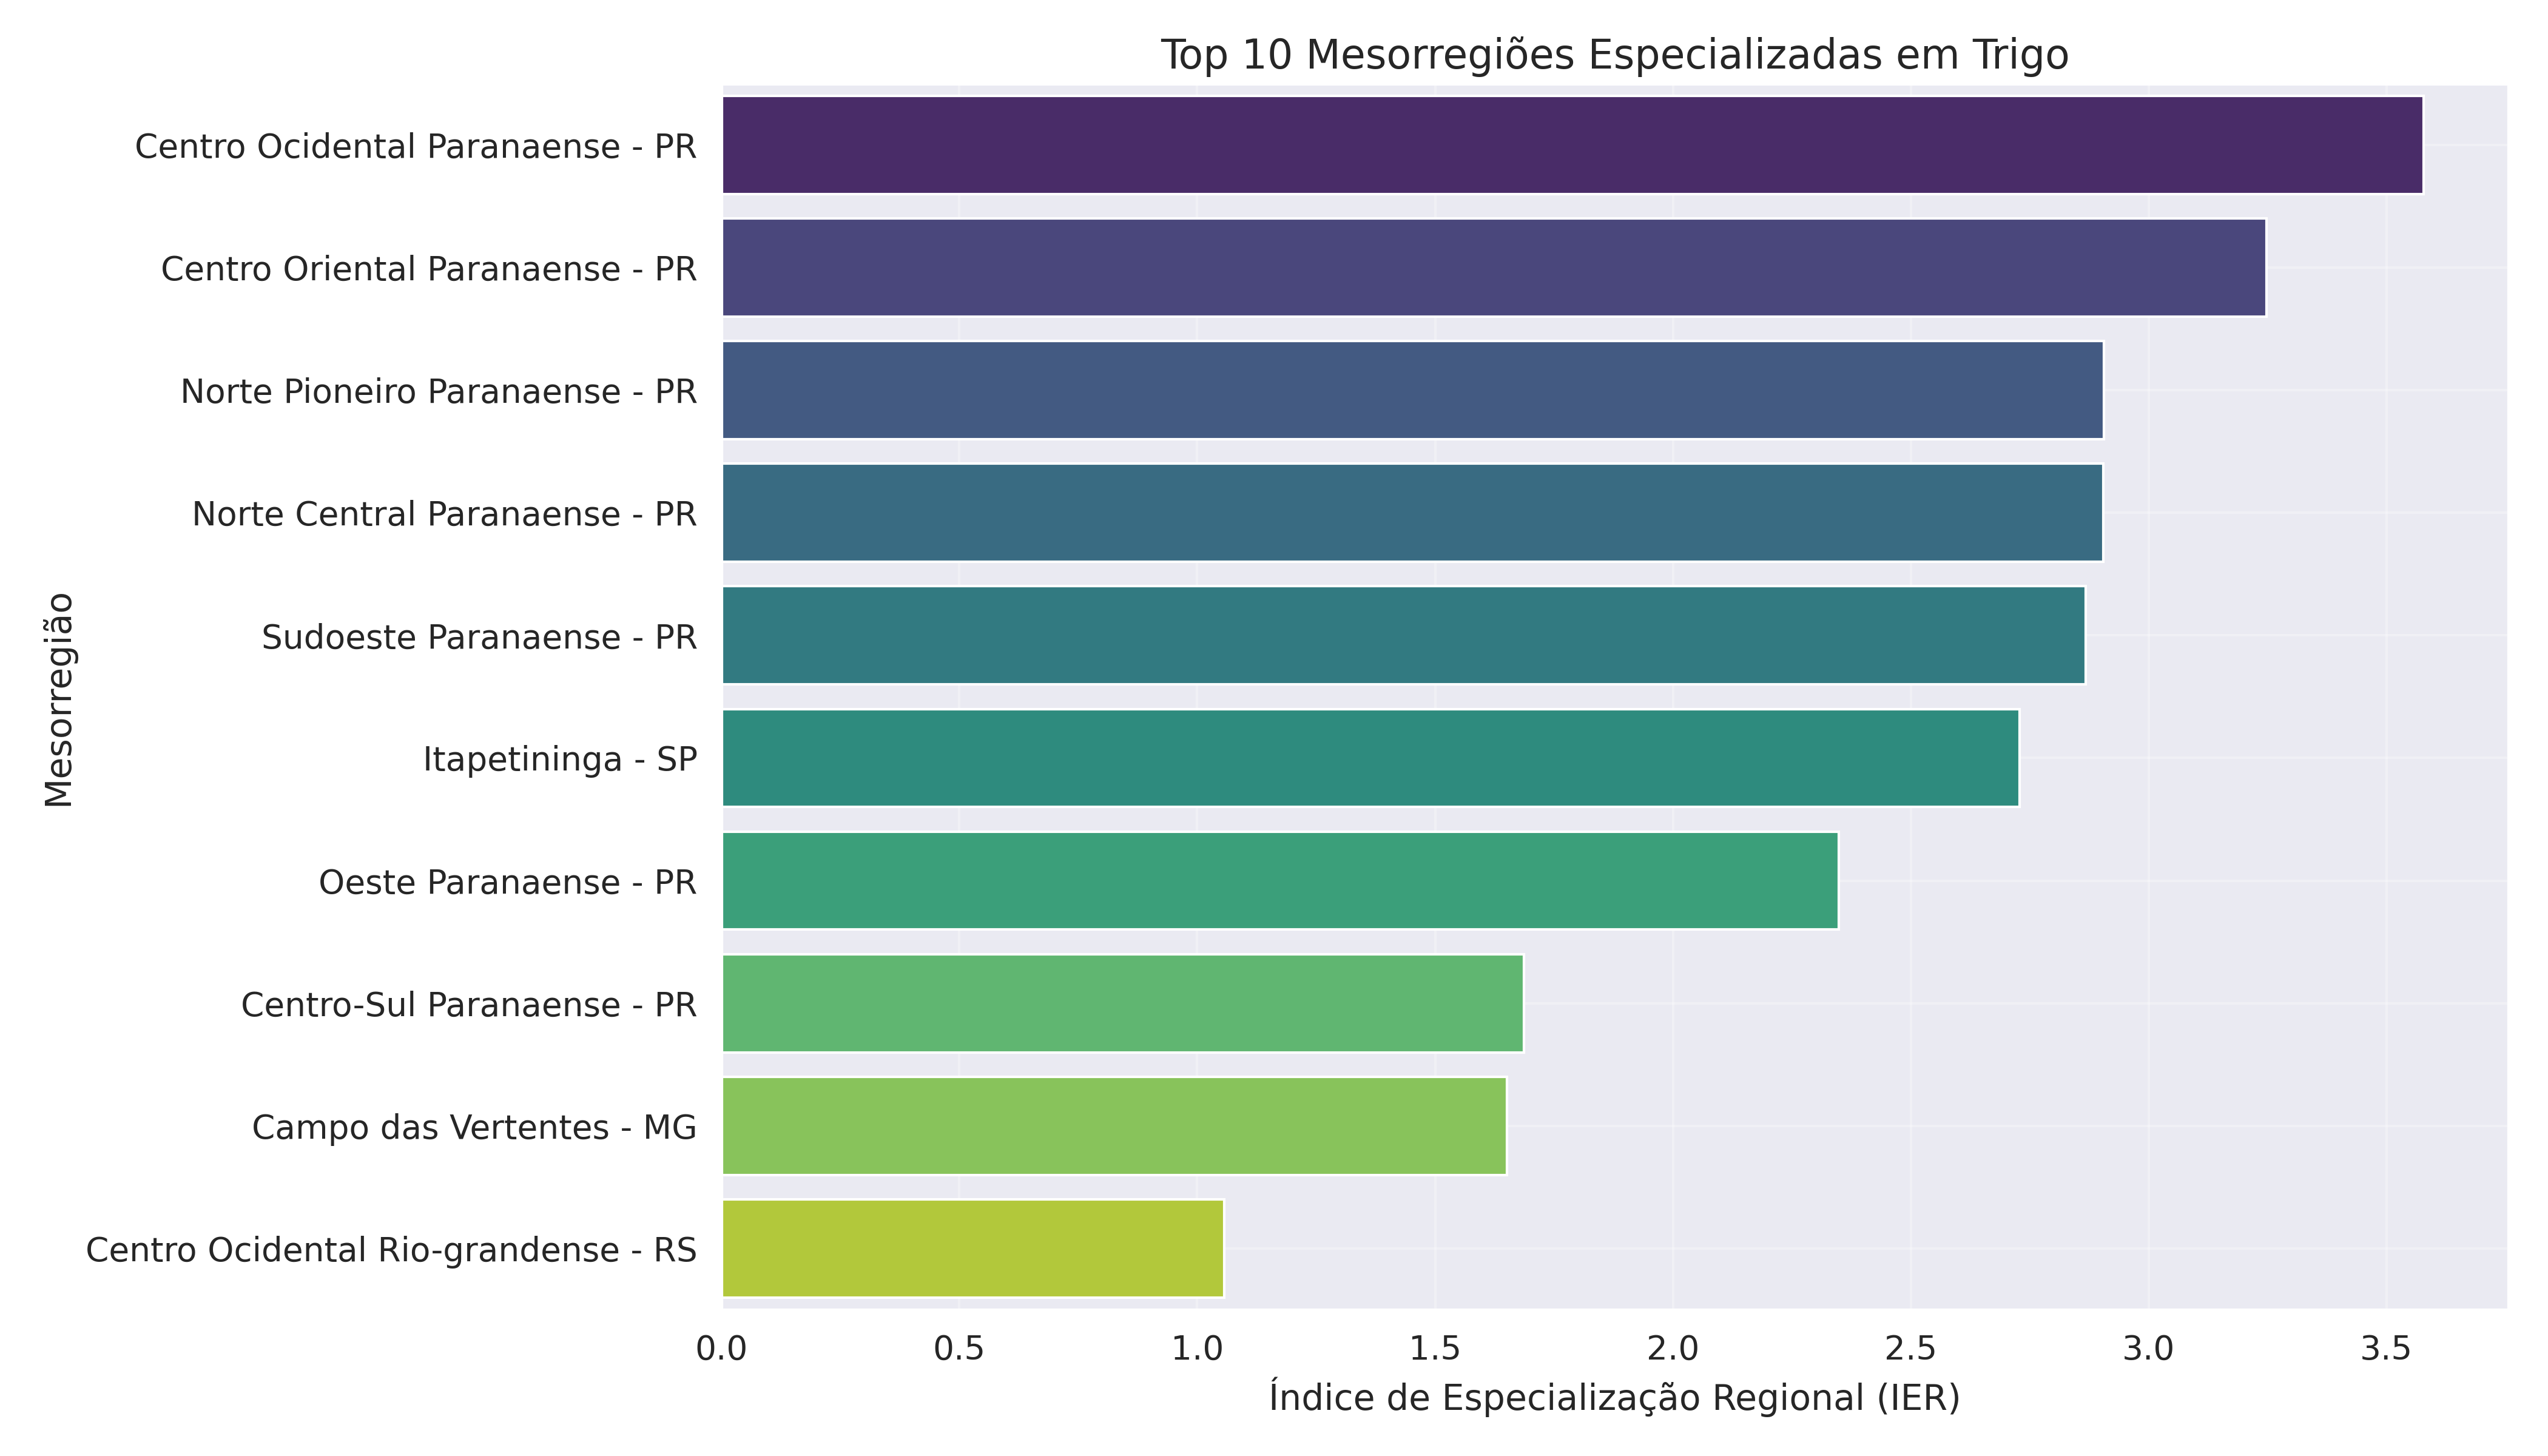 Top 10 Mesorregiões Especializadas em Trigo
Mesorregião
Centro Ocidental Paranaense - PR
Centro Oriental Paranaense - PR
Norte Pioneiro Paranaense - PR
Norte Central Paranaense - PR
Sudoeste Paranaense - PR
Itapetininga - SP
Oeste Paranaense - PR
Centro-Sul Paranaense - PR
Campo das Vertentes - MG
Centro Ocidental Rio-grandense - RS
0.0 0.5 1.0 1.5 2.0 2.5 3.0 3.5
Índice de Especialização Regional (IER)